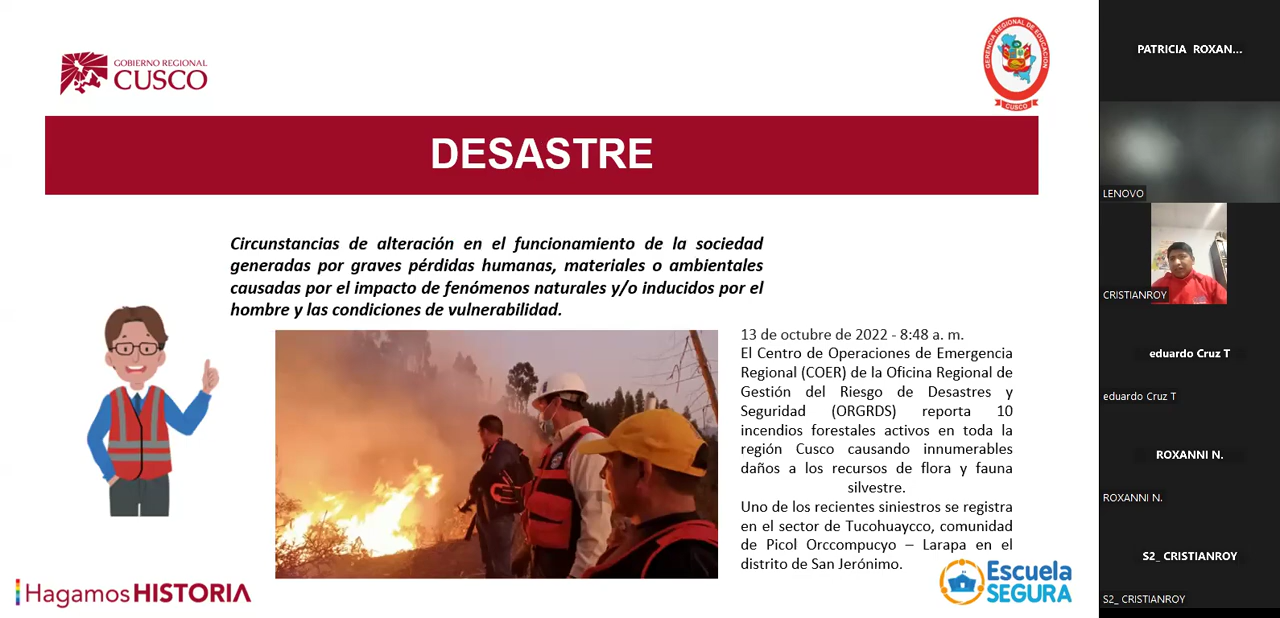 GOBIERNO REGIONAL
CUSCO
GERENCIA REGIONAL DE EDUCACIÓN
CUSCO
DESASTRE
Circunstancias de alteración en el funcionamiento de la sociedad
generadas por graves pérdidas humanas, materiales o ambientales
causadas por el impacto de fenómenos naturales y/o inducidos por el
hombre y las condiciones de vulnerabilidad.
13 de octubre de 2022 - 8:48 a. m.
El Centro de Operaciones de Emergencia
Regional (COER) de la Oficina Regional de
Gestión del Riesgo de Desastres y
Seguridad (ORGRDS) reporta 10
incendios forestales activos en toda la
región Cusco causando innumerables
daños a los recursos de flora y fauna
silvestre.
Uno de los recientes siniestros se registra
en el sector de Tucohuaycco, comunidad
de Picol Orccompucyo – Larapa en el
distrito de San Jerónimo.
HagamosHISTORIA
Escuela
SEGURA
PATRICIA ROXAN...
LENOVO
CRISTIANROY
eduardo Cruz T
eduardo Cruz T
ROXANNI N.
ROXANNI N.
S2_ CRISTIANROY
S2_ CRISTIANROY